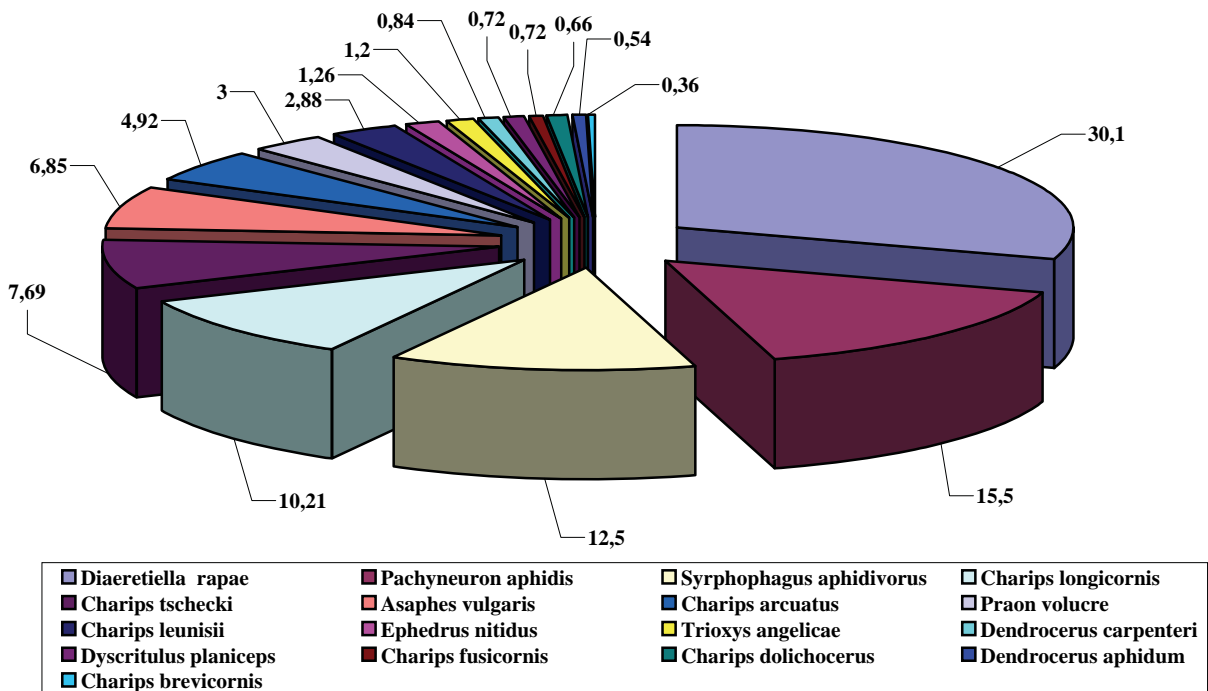 0,84
0,72
0,72
0,66
0,54
1,2
1,26
0,36
3
2,88
4,92
30,1
6,85
7,69
10,21
12,5
15,5
Diaeretiella rapae
Pachyneuron aphidis
Syrphophagus aphidivorus
Charips longicornis
Charips tschecki
Asaphes vulgaris
Charips arcuatus
Praon volucre
Charips leunisii
Ephedrus nitidus
Trioxys angelicae
Dendrocerus carpenteri
Dyscritulus planiceps
Charips fusicornis
Charips dolichocerus
Dendrocerus aphidum
Charips brevicornis